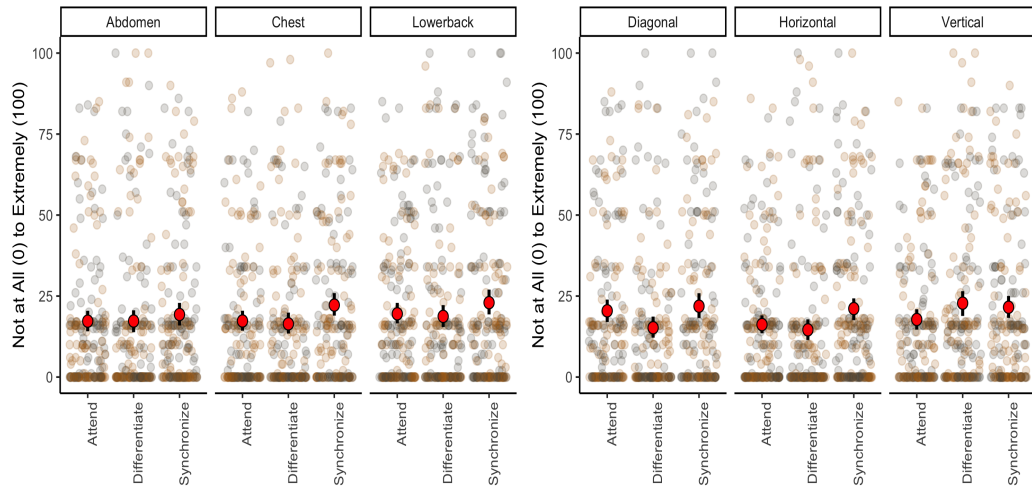 Abdomen Chest Lowerback
Not at All (0) to Extremely (100)
100
75
50
25
0
Attend Differentiate Synchronize Attend Differentiate Synchronize Attend Differentiate Synchronize
Diagonal Horizontal Vertical
Not at All (0) to Extremely (100)
100
75
50
25
0
Attend Differentiate Synchronize Attend Differentiate Synchronize Attend Differentiate Synchronize